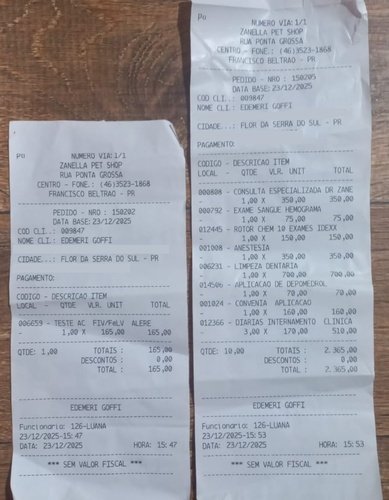 Pu
NUMERO VIA:1/1
ZANELLA PET SHOP
RUA PONTA GROSSA
CENTRO - FONE.: (46)3523-1868
FRANCISCO BELTRAO - PR
PEDIDO - NRO : 150202
DATA BASE:23/12/2025
COD CLI..: 009847
NOME CLI: EDEMERI GOFFI
CIDADE...: FLOR DA SERRA DO SUL - PR
PAGAMENTO:
CODIGO - DESCRICAO ITEM
LOCAL - QTDE VLR. UNIT TOTAL
006659 - TESTE AC FIV/FeLV ALERE
- 1,00 X 165,00 165,00
QTDE: 1,00 TOTAIS : 165,00
DESCONTOS : 0,00
TOTAL : 165,00
EDEMERI GOFFI
Funcionario: 126-LUANA
23/12/2025-15:47
DATA: 23/12/2025 HORA: 15:47
*** SEM VALOR FISCAL ***
Pu
NUMERO VIA:1/1
ZANELLA PET SHOP
RUA PONTA GROSSA
CENTRO - FONE.: (46)3523-1868
FRANCISCO BELTRAO - PR
PEDIDO - NRO : 150205
DATA BASE:23/12/2025
COD CLI..: 009847
NOME CLI: EDEMERI GOFFI
CIDADE...: FLOR DA SERRA DO SUL - PR
PAGAMENTO:
CODIGO - DESCRICAO ITEM
LOCAL - QTDE VLR. UNIT TOTAL
000808 - CONSULTA ESPECIALIZADA DR ZANE
- 1,00 X 350,00 350,00
000792 - EXAME SANGUE HEMOGRAMA
- 1,00 X 75,00 75,00
012445 - ROTOR CHEM 10 EXAMES IDEXX
- 1,00 X 150,00 150,00
001008 - ANESTESIA
- 1,00 X 350,00 350,00
006231 - LIMPEZA DENTARIA
- 1,00 X 700,00 700,00
014506 - APLICACAO DE DEPOMEDROL
- 1,00 X 70,00 70,00
001024 - CONVENIA APLICACAO
- 1,00 X 160,00 160,00
012366 - DIARIAS INTERNAMENTO CLINICA
- 3,00 X 170,00 510,00
QTDE: 10,00 TOTAIS : 2.365,00
DESCONTOS : 0,00
TOTAL : 2.365,00
EDEMERI GOFFI
Funcionario: 126-LUANA
23/12/2025-15:53
DATA: 23/12/2025 HORA: 15:53
*** SEM VALOR FISCAL ***